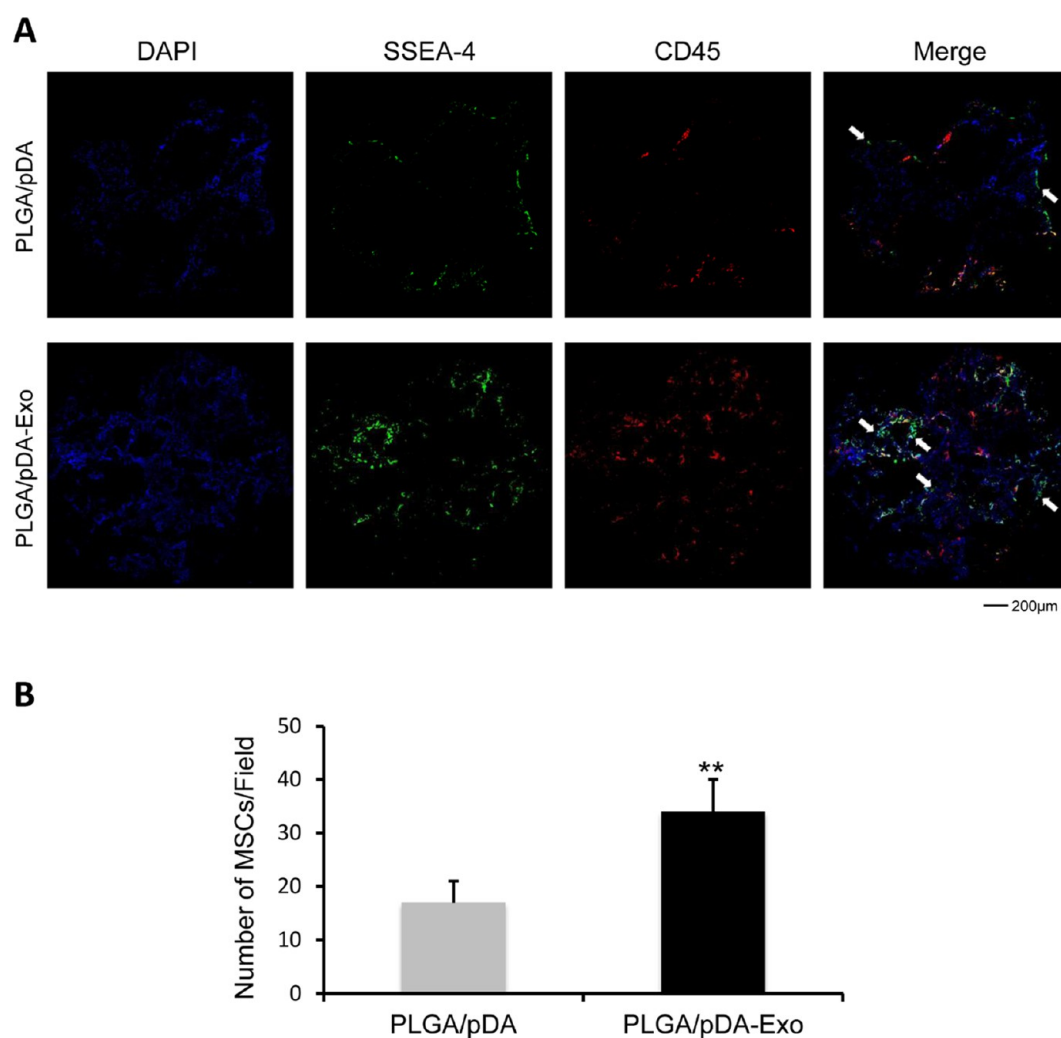 A
DAPI SSEA-4 CD45 Merge
PLGA/pDA
PLGA/pDA-Exo
200μm
B
Number of MSCs/Field
50
40
30
20
10
0
**
PLGA/pDA PLGA/pDA-Exo